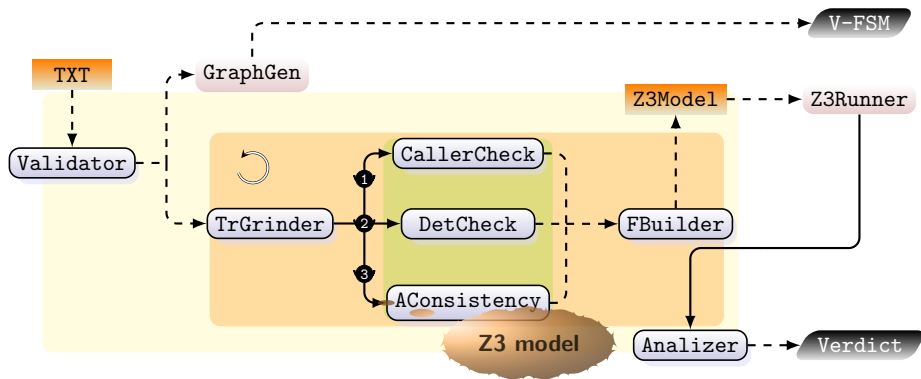 V-FSM
TXT
GraphGen
Z3Model
Z3Runner
Validator
CallerCheck
1
TrGrinder
2
DetCheck
FBuilder
3
AConsistency
Z3 model
Analizer
Verdict